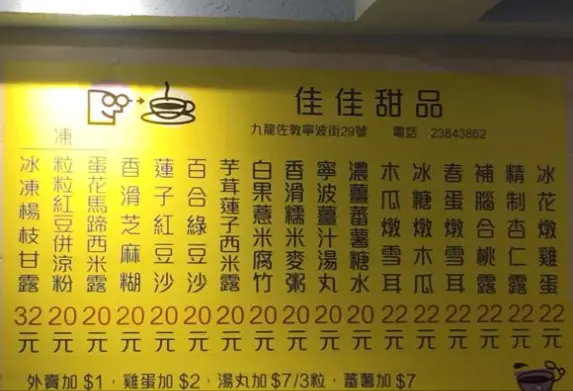 佳佳甜品
九龍佐敦寧波街29號 電話 23843862
冰花燉雞蛋 22元
精制杏仁露 22元
補腦合桃露 22元
春蛋燉雪耳 22元
冰糖燉木瓜 22元
木瓜燉雪耳 22元
濃薑蕃薯糖水 20元
寧波薑汁湯丸 20元
香滑糯米麥粥 20元
白果薏米腐竹 20元
芋茸蓮子西米露 20元
百合綠豆沙 20元
蓮子紅豆沙 20元
香滑芝麻糊 20元
凍
蛋花馬蹄西米露 20元
粒粒紅豆併涼粉 20元
冰凍楊枝甘露 32元
外賣加 $1，雞蛋加 $2，湯丸加 $7/3粒，蕃薯加 $7